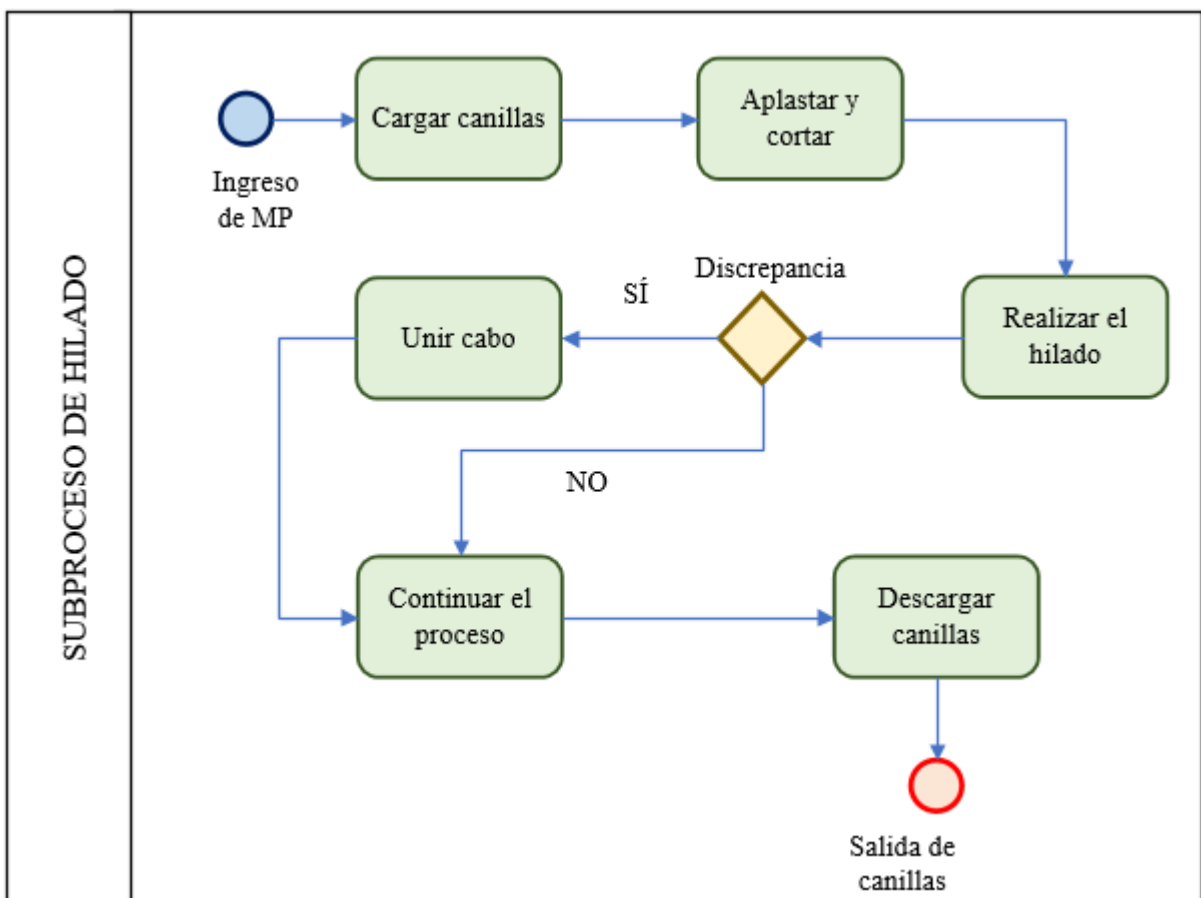 SUBPROCESO DE HILADO
Ingreso
de MP
Cargar canillas
Aplastar y
cortar
Realizar el
hilado
Discrepancia
SÍ
Unir cabo
NO
Continuar el
proceso
Descargar
canillas
Salida de
canillas